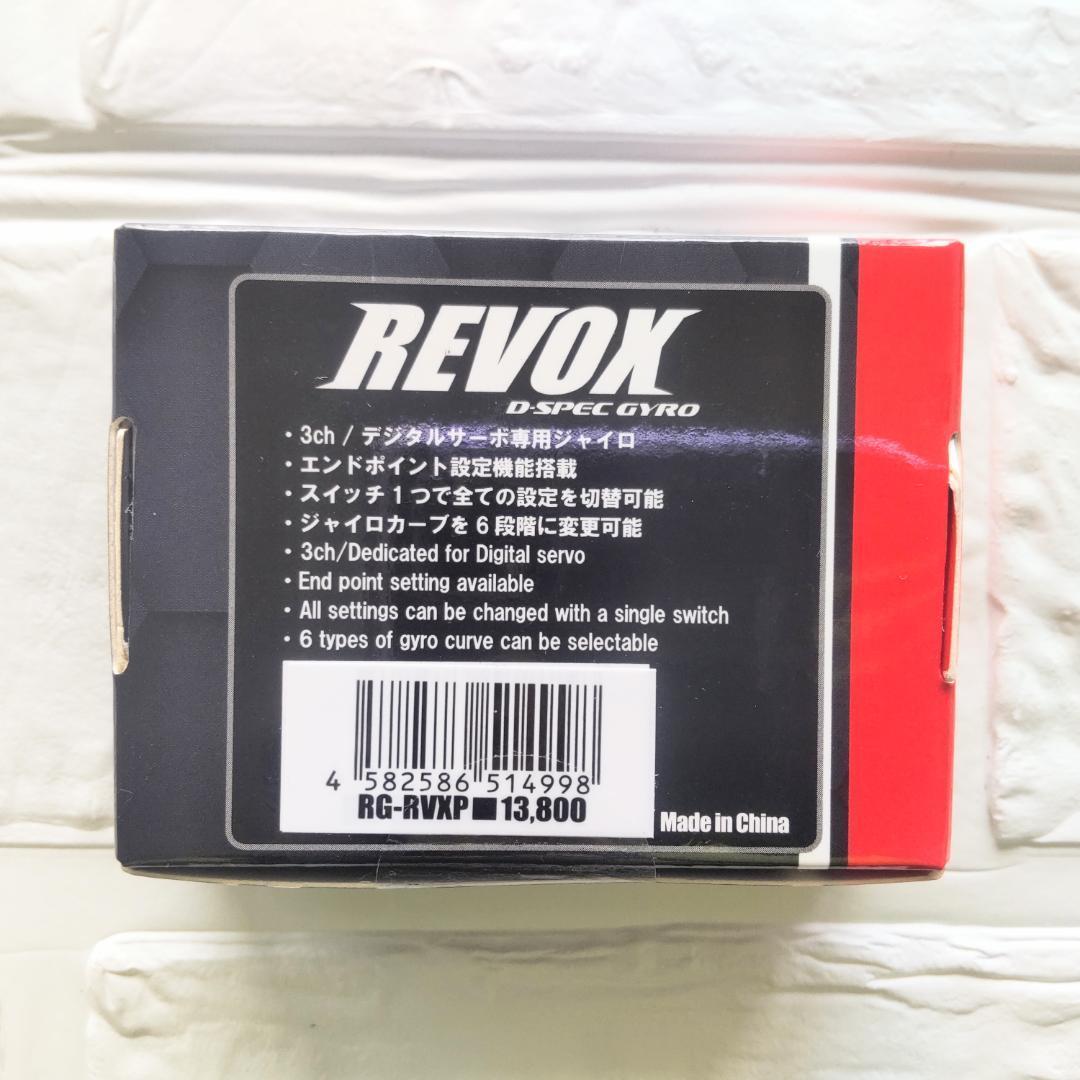 REVOX
D-SPEC GYRO
・3ch / デジタルサーボ専用ジャイロ
・エンドポイント設定機能搭載
・スイッチ1つで全ての設定を切替可能
・ジャイロカーブを6段階に変更可能
・3ch/Dedicated for Digital servo
・End point setting available
・All settings can be changed with a single switch
・6 types of gyro curve can be selectable
4 582586 514998
RG-RVXP■13,800
Made in China